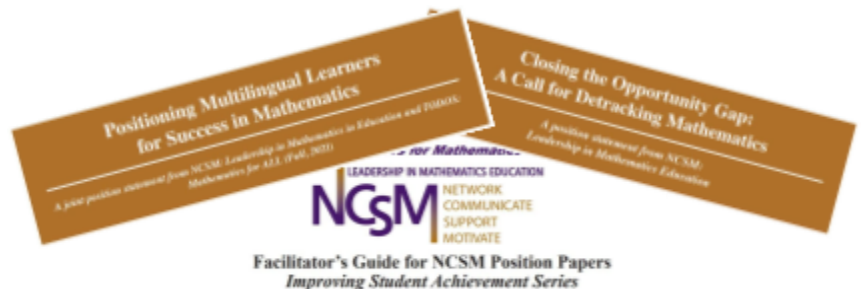 Positioning Multilingual Learners
for Success in Mathematics
A joint position statement from NCSM: Leadership in Mathematics in Education and TODOS:
Mathematics for ALL (Fall, 2021)
Closing the Opportunity Gap:
A Call for Detracking Mathematics
A position statement from NCSM:
Leadership in Mathematics Education
for Mathematics
LEADERSHIP IN MATHEMATICS EDUCATION
NCSM
NETWORK
COMMUNICATE
SUPPORT
MOTIVATE
Facilitator's Guide for NCSM Position Papers
Improving Student Achievement Series